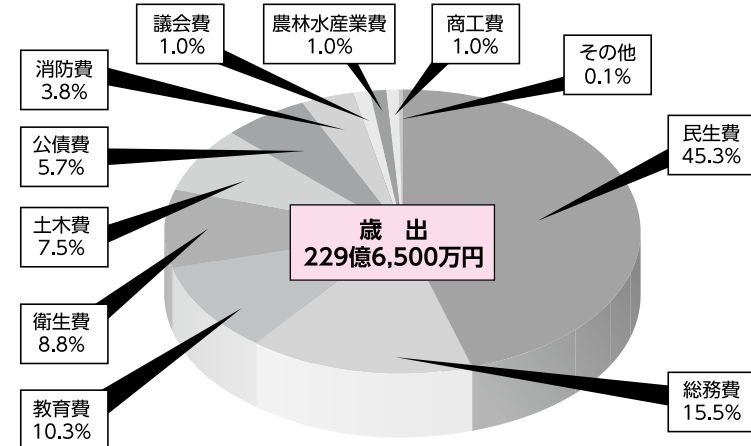 議会費
1.0%
農林水産業費
1.0%
商工費
1.0%
その他
0.1%
消防費
3.8%
公債費
5.7%
土木費
7.5%
衛生費
8.8%
教育費
10.3%
民生費
45.3%
総務費
15.5%
歳　出
229億6,500万円